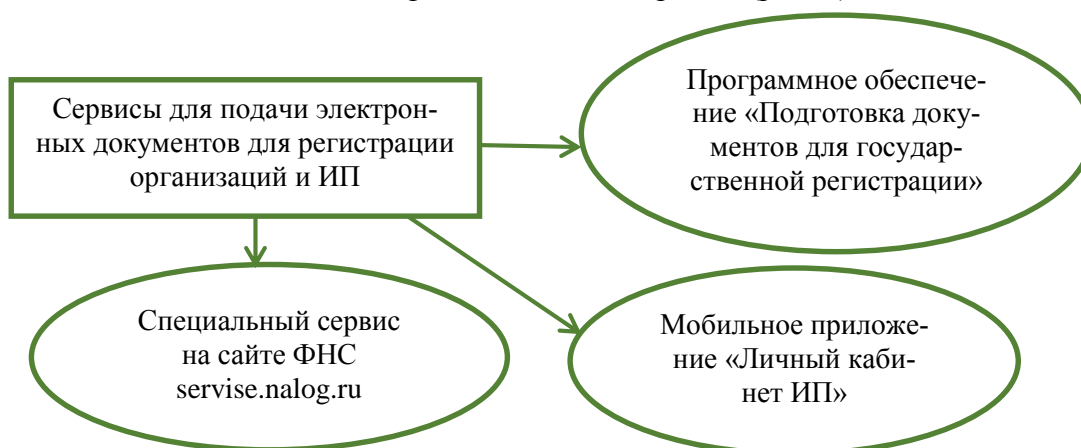 Сервисы для подачи электрон-
ных документов для регистрации
организаций и ИП
Программное обеспече-
ние «Подготовка доку-
ментов для государ-
ственной регистрации»
Специальный сервис
на сайте ФНС
servise.nalog.ru
Мобильное приложе-
ние «Личный каби-
нет ИП»